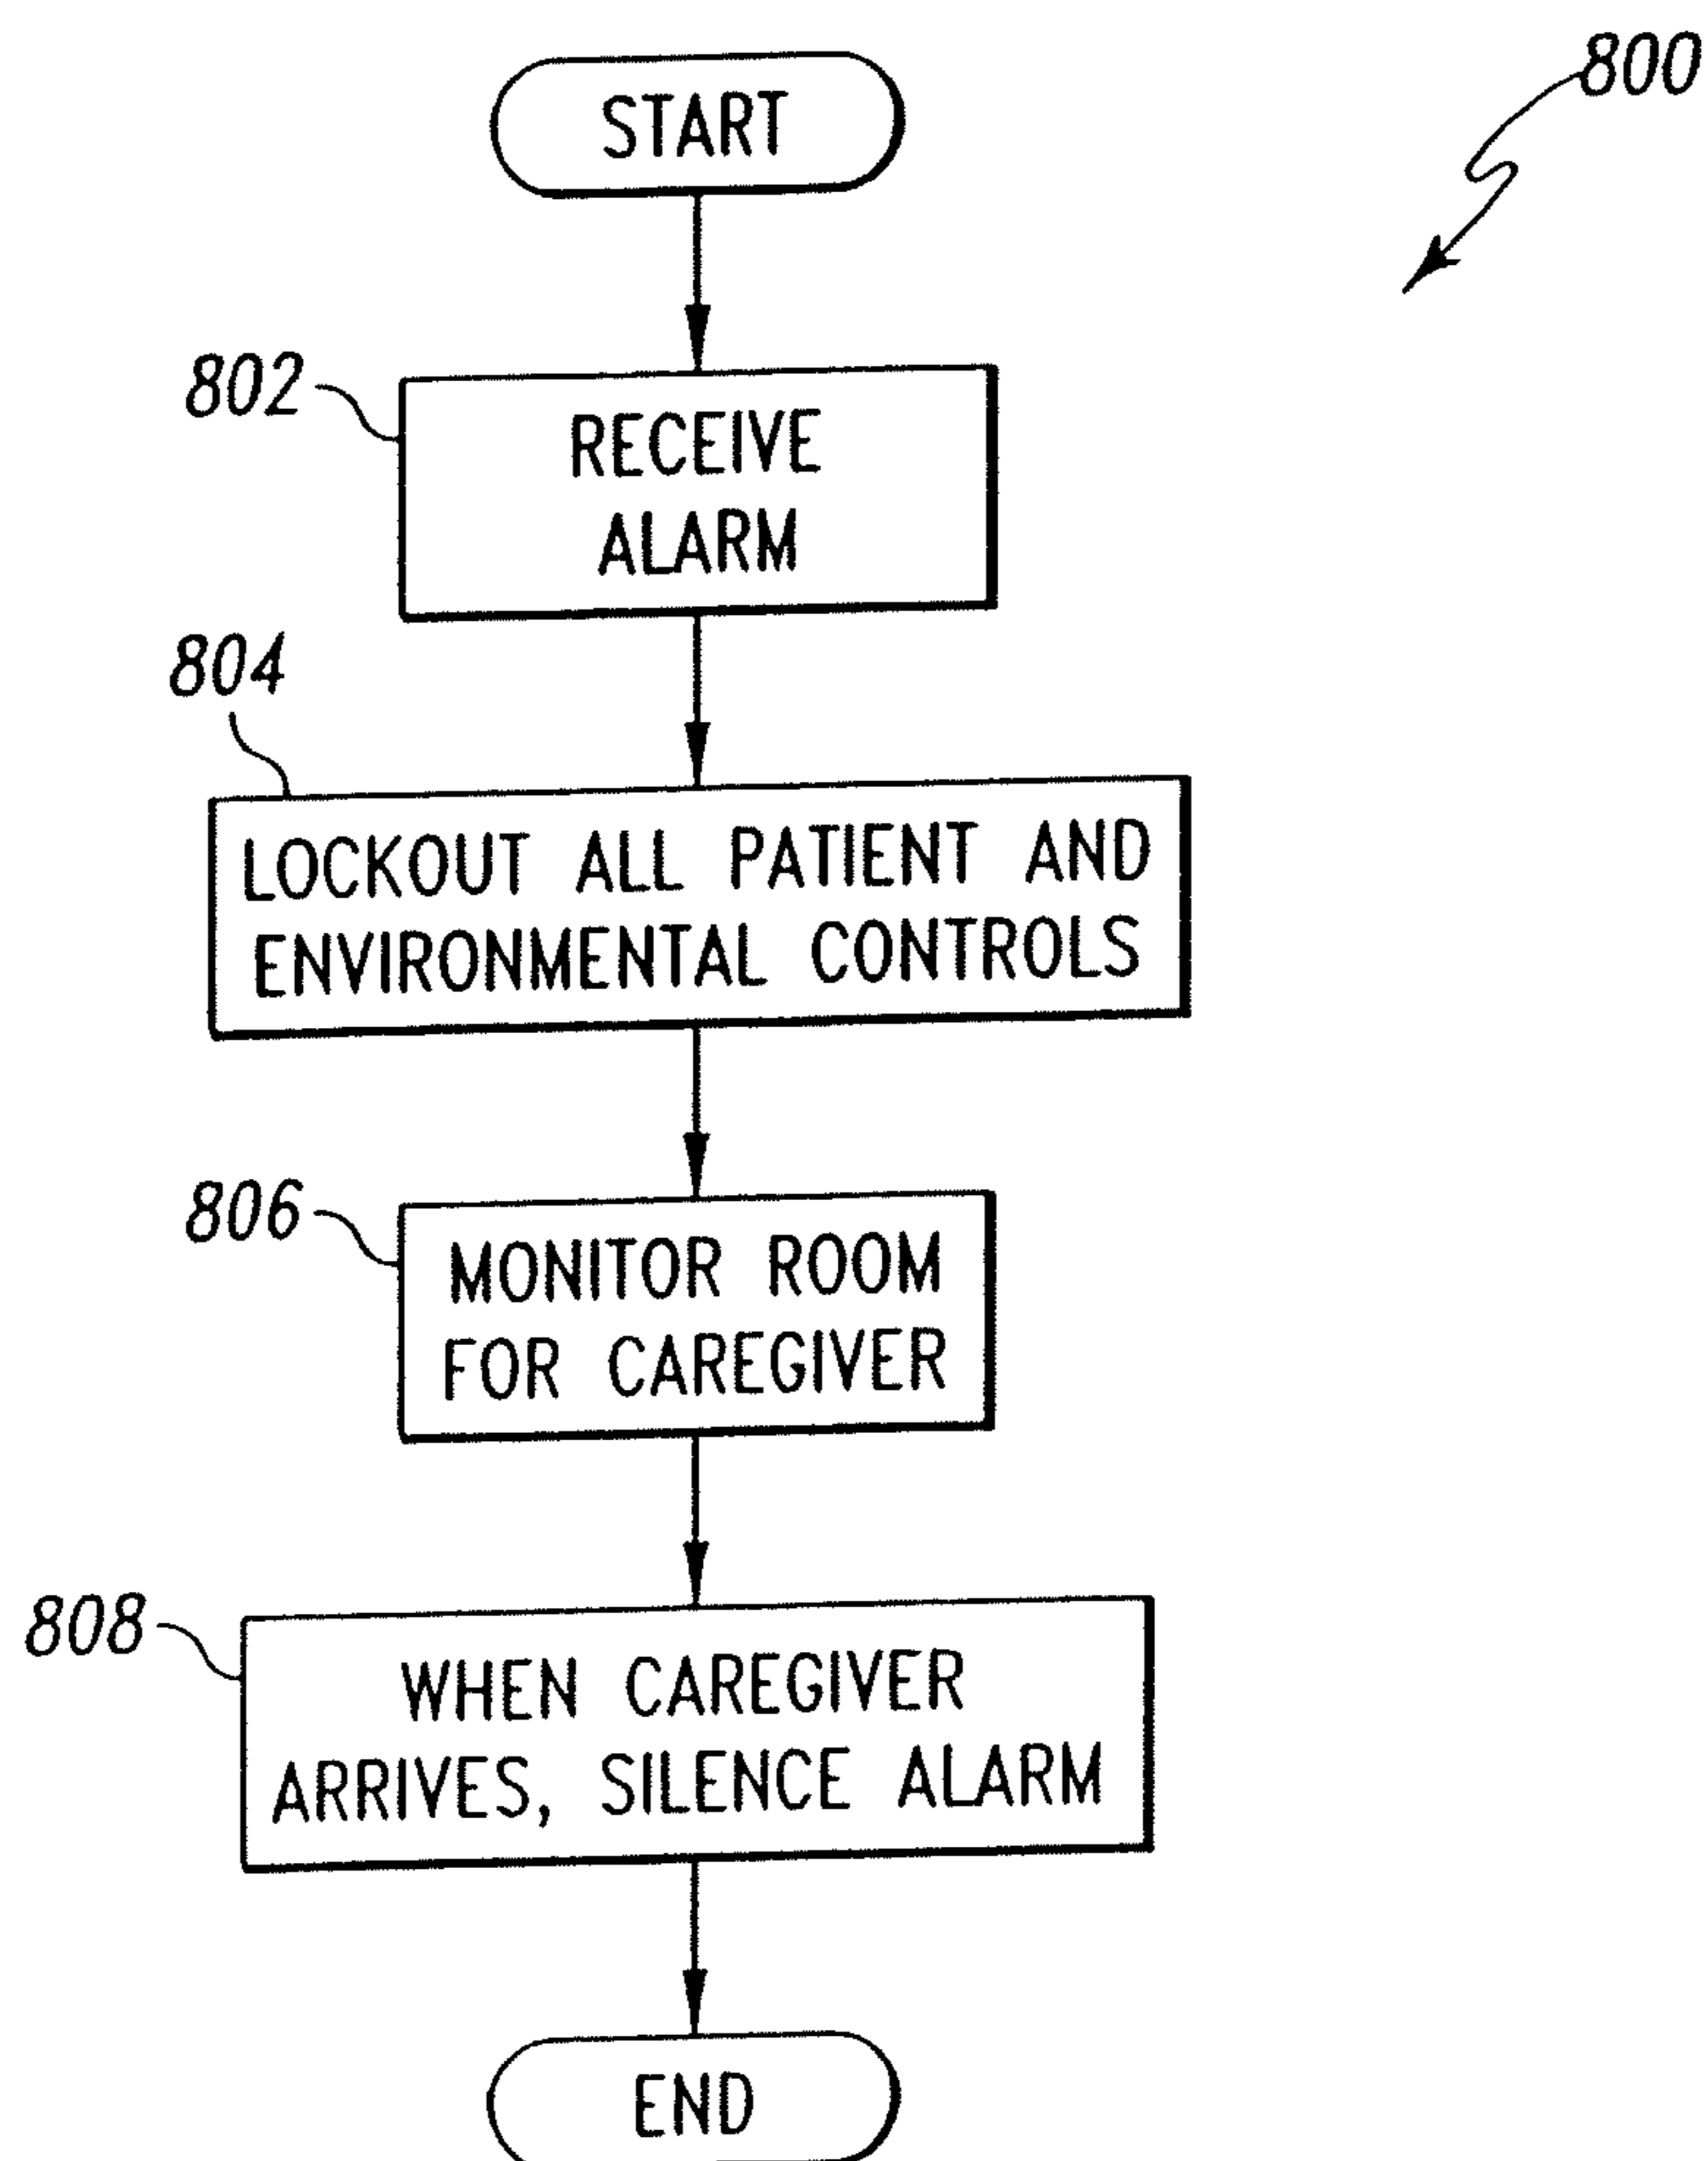 800
START
802
RECEIVE
ALARM
804
LOCKOUT ALL PATIENT AND
ENVIRONMENTAL CONTROLS
806
MONITOR ROOM
FOR CAREGIVER
808
WHEN CAREGIVER
ARRIVES, SILENCE ALARM
END